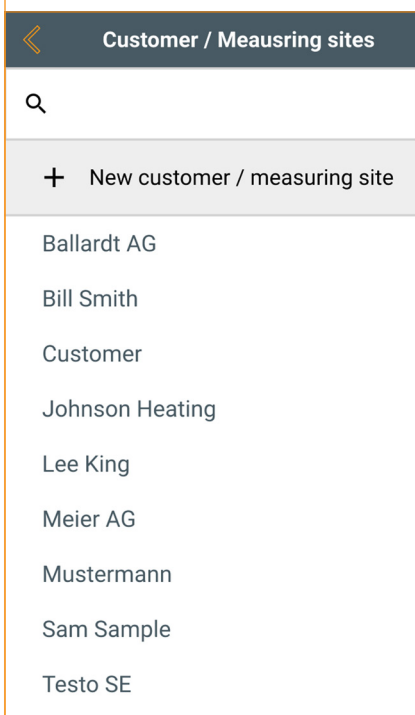 Customer / Meausring sites
New customer / measuring site
Ballardt AG
Bill Smith
Customer
Johnson Heating
Lee King
Meier AG
Mustermann
Sam Sample
Testo SE